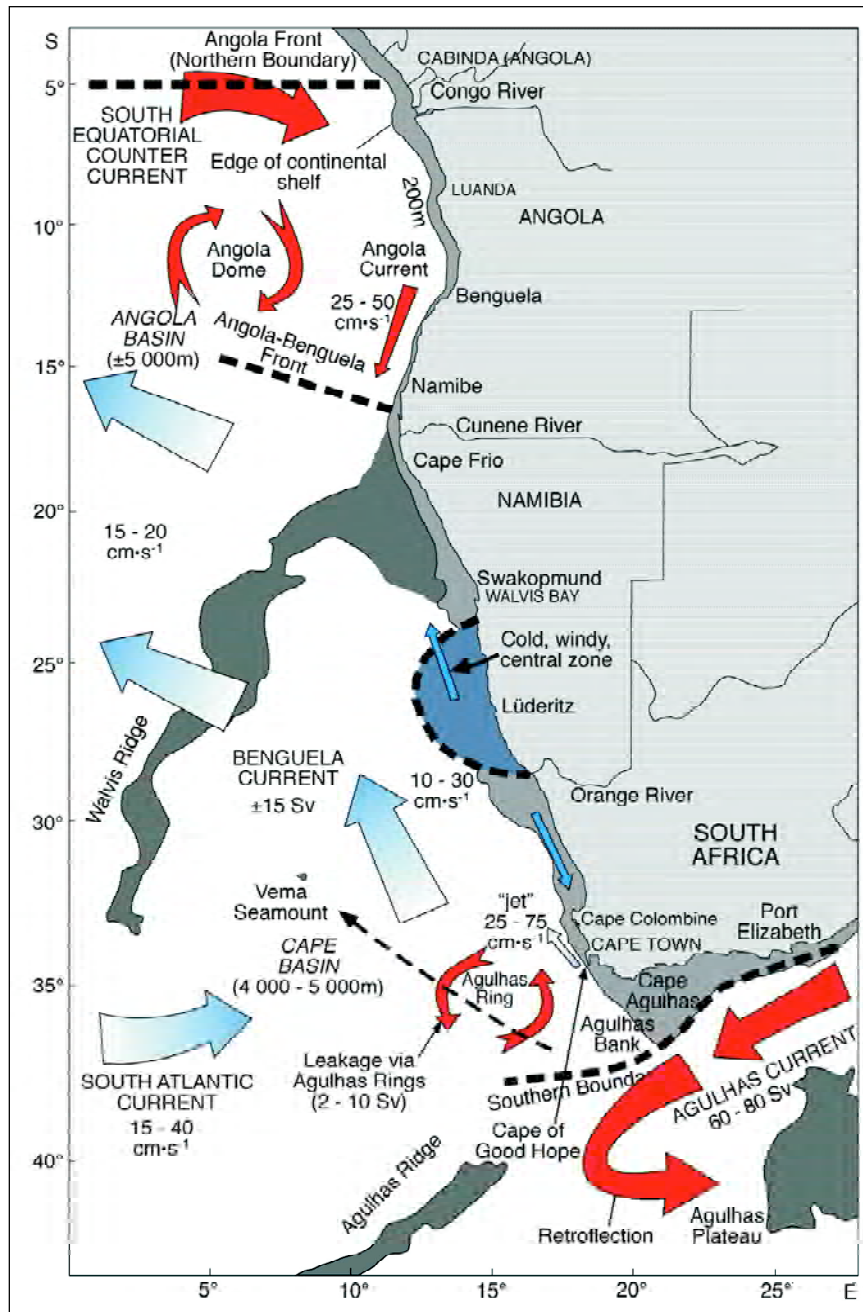 S
Angola Front
(Northern Boundary)
CABINDA (ANGOLA)
5°
Congo River
SOUTH
EQUATORIAL
COUNTER
CURRENT
Edge of continental
shelf
200m
LUANDA
ANGOLA
10°
Angola
Dome
Angola
Current
25 - 50
cm•s⁻¹
Benguela
ANGOLA
BASIN
(±5 000m)
Angola-Benguela
Front
15°
Namibe
Cunene River
Cape Frio
NAMIBIA
20°
15 - 20
cm•s⁻¹
Swakopmund
WALVIS BAY
Cold, windy,
central zone
25°
Lüderitz
Walvis Ridge
BENGUELA
CURRENT
±15 Sv
10 - 30
cm•s⁻¹
Orange River
30°
SOUTH
AFRICA
Vema
Seamount
"jet"
25 - 75
cm•s⁻¹
Cape Colombine
CAPE TOWN
Port
Elizabeth
CAPE
BASIN
(4 000 - 5 000m)
Agulhas
Ring
Cape
Agulhas
35°
Agulhas
Bank
Leakage via
Agulhas Rings
(2 - 10 Sv)
SOUTH ATLANTIC
CURRENT
15 - 40
cm•s⁻¹
Southern Boundary
AGULHAS CURRENT
60 - 80 Sv
Cape of
Good Hope
40°
Agulhas Ridge
Retroflection
Agulhas
Plateau
5°
10°
15°
20°
25°
E